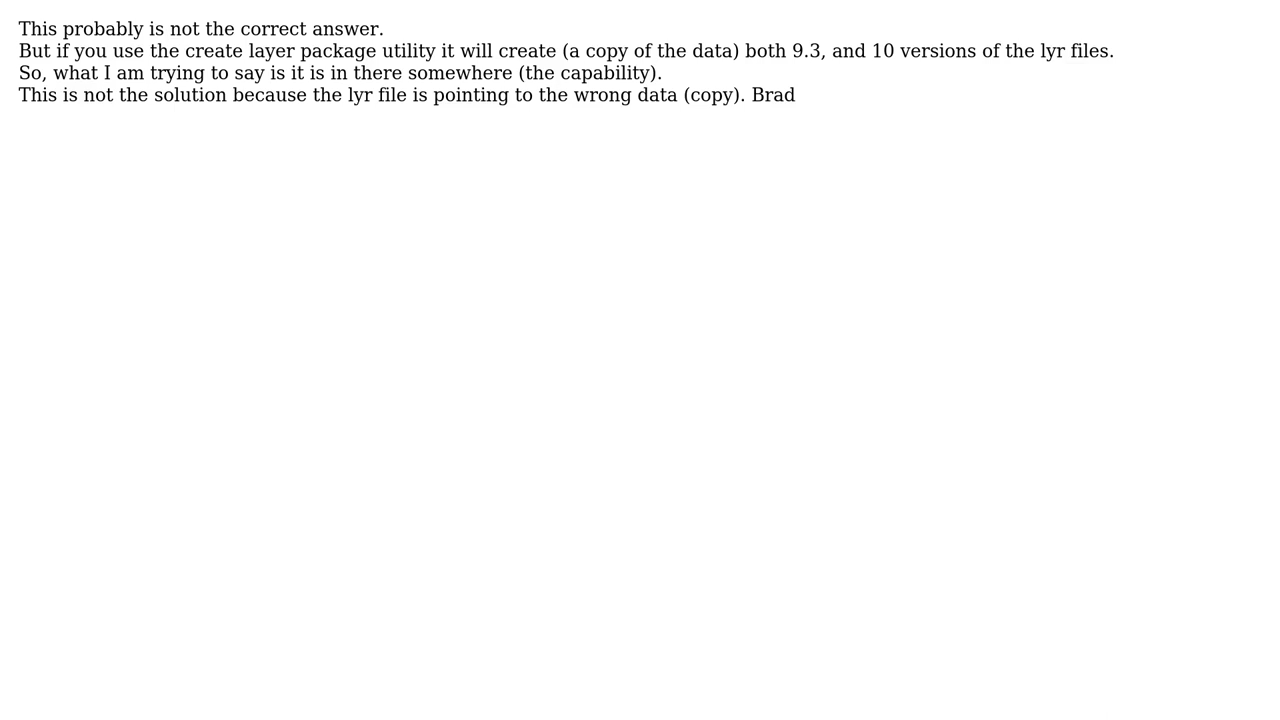 This probably is not the correct answer.
But if you use the create layer package utility it will create (a copy of the data) both 9.3, and 10 versions of the lyr files.
So, what I am trying to say is it is in there somewhere (the capability).
This is not the solution because the lyr file is pointing to the wrong data (copy). Brad